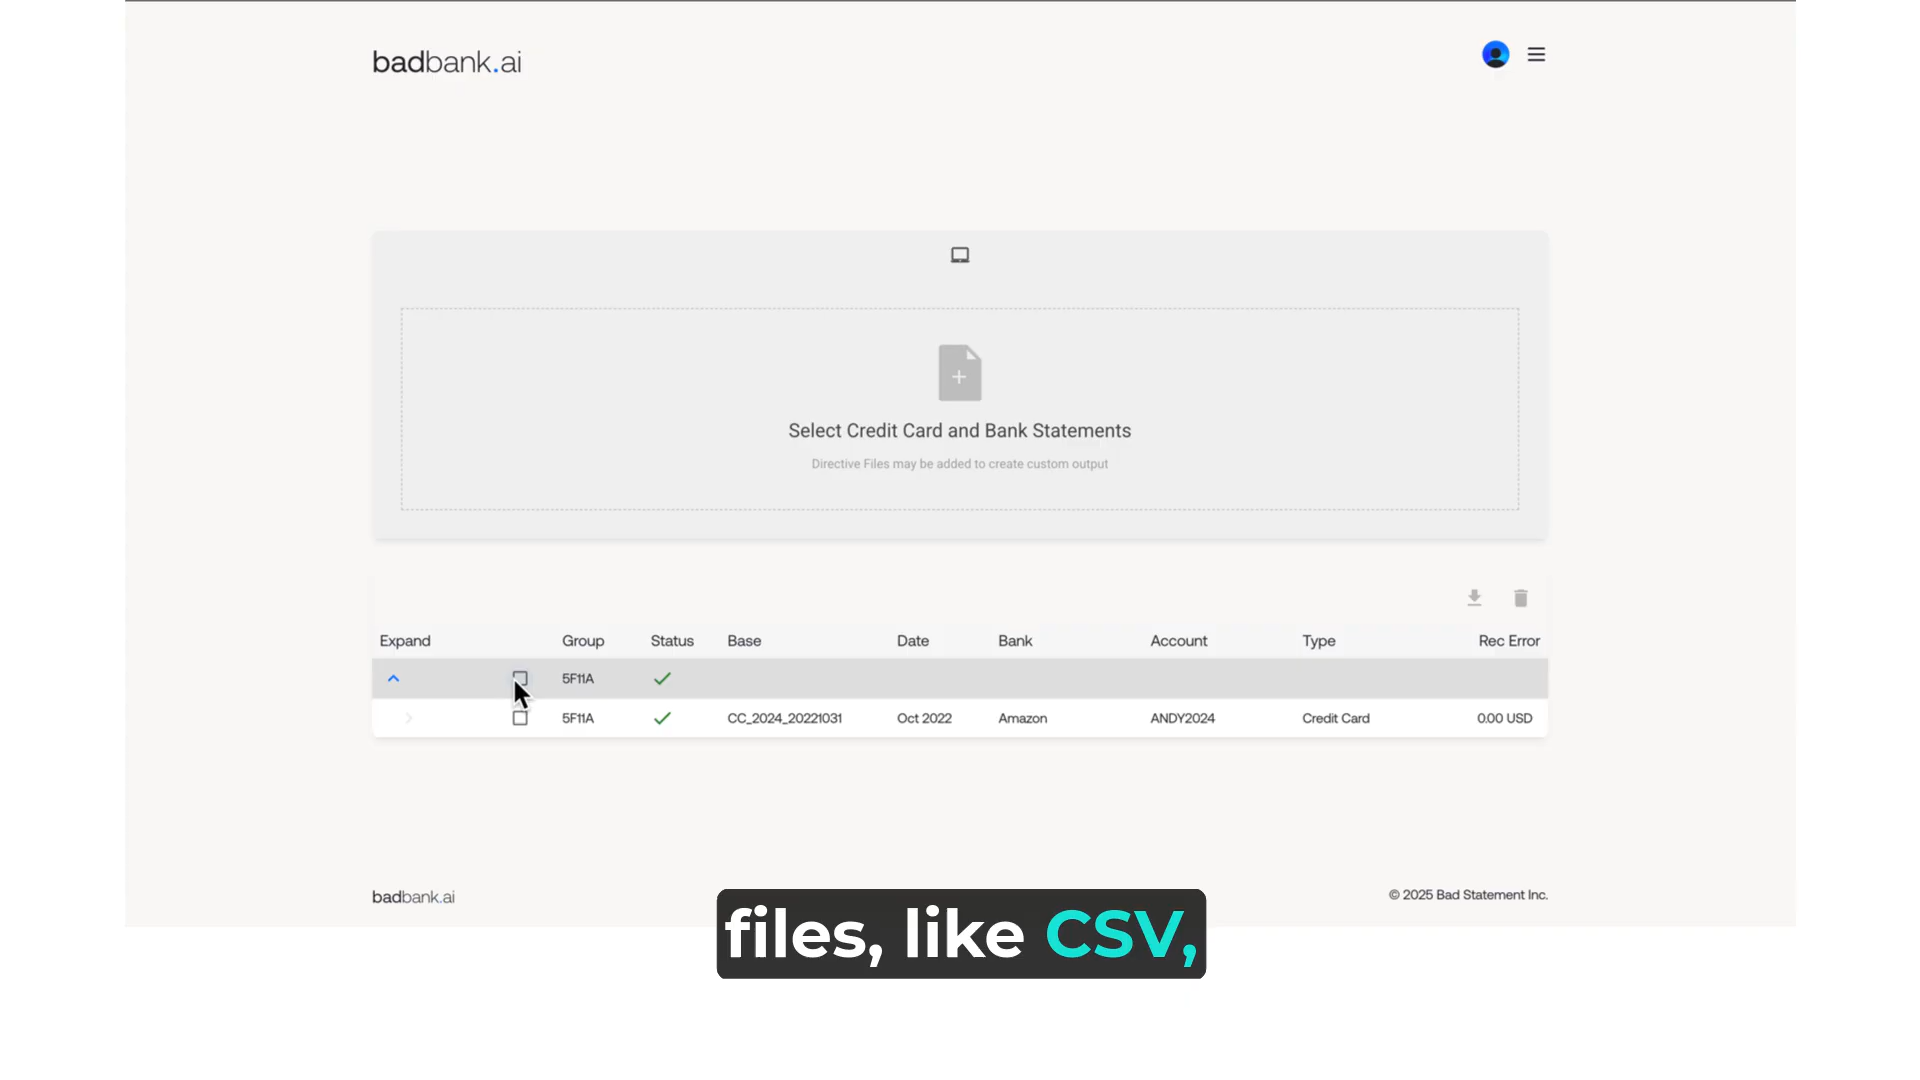 badbank.ai
Select Credit Card and Bank Statements
Directive Files may be added to create custom output
Expand Group Status Base Date Bank Account Type Rec Error
5F11A
5F11A CC_2024_20221031 Oct 2022 Amazon ANDY2024 Credit Card 0.00 USD
badbank.ai
© 2025 Bad Statement Inc.
files, like CSV,